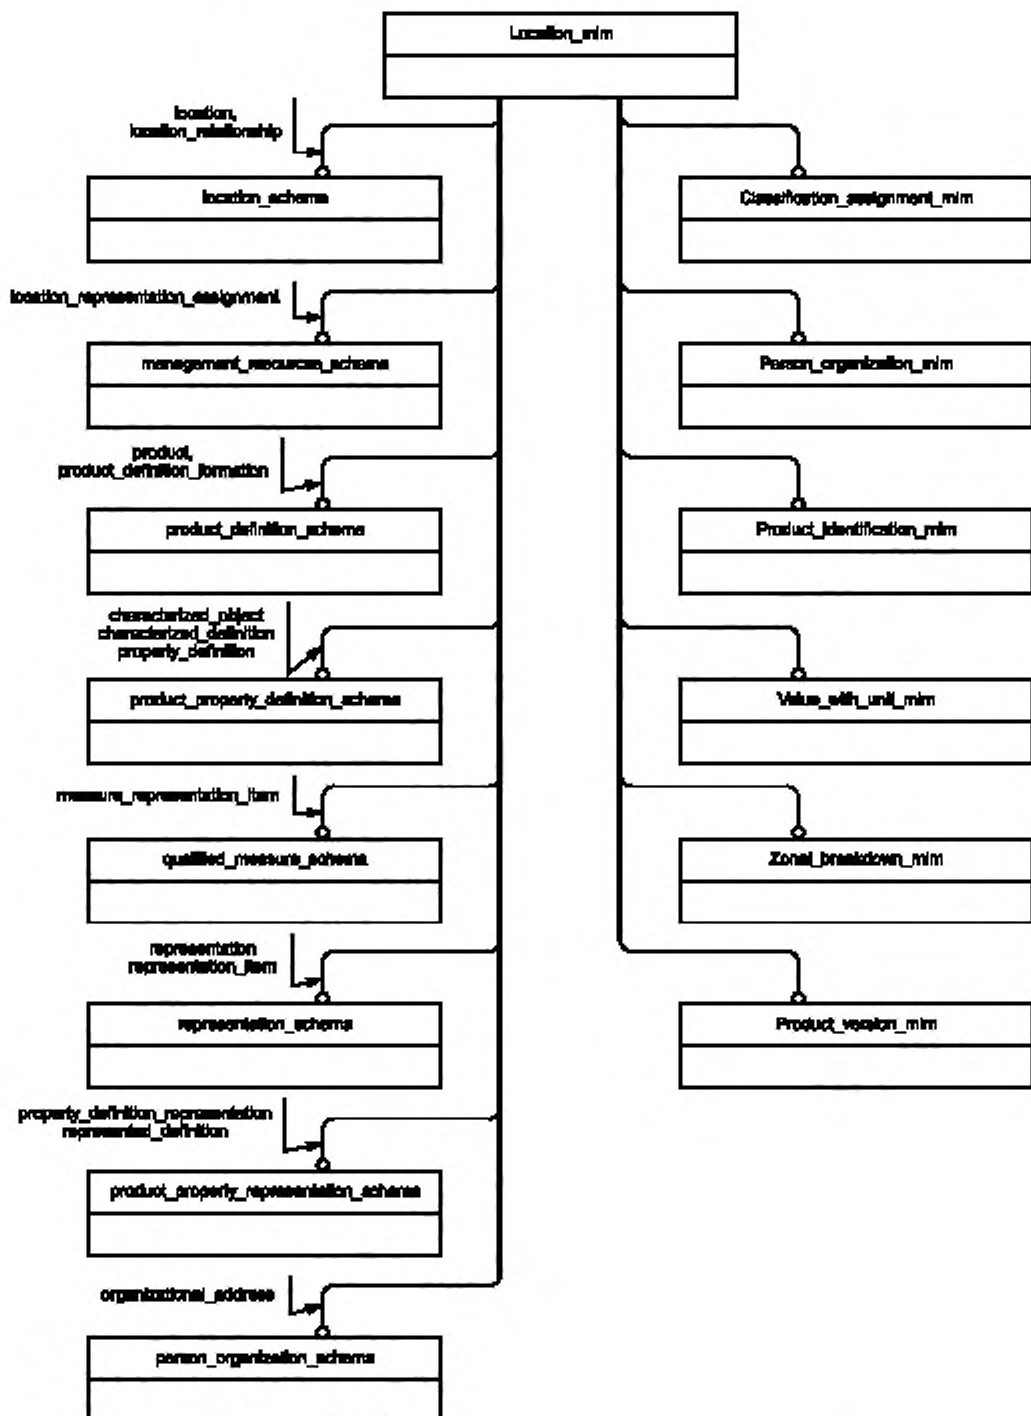 Location_mim
location,
location_relationship
location_schema
Classification_assignment_mim
location_representation_assignment
management_resources_schema
Person_organization_mim
product,
product_definition_formation
product_definition_schema
Product_identification_mim
characterized_object
characterized_definition
property_definition
product_property_definition_schema
Value_with_unit_mim
measure_representation_item
qualified_measure_schema
Zonal_breakdown_mim
representation
representation_item
representation_schema
Product_version_mim
property_definition_representation
represented_definition
product_property_representation_schema
organizational_address
person_organization_schema